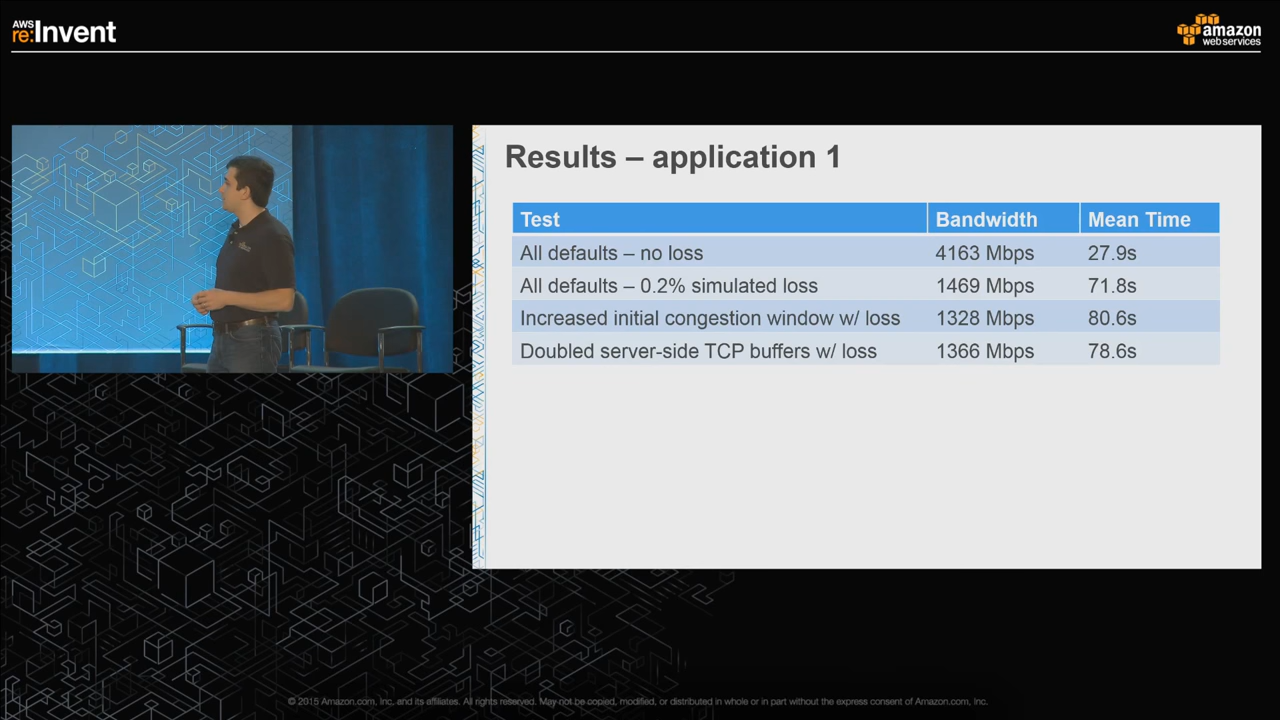 AWS
re:Invent
amazon
web services
Results – application 1
Test Bandwidth Mean Time
All defaults – no loss 4163 Mbps 27.9s
All defaults – 0.2% simulated loss 1469 Mbps 71.8s
Increased initial congestion window w/ loss 1328 Mbps 80.6s
Doubled server-side TCP buffers w/ loss 1366 Mbps 78.6s
© 2015 Amazon.com, Inc, and its affiliates. All rights reserved. May not be copied, modified, or distributed in whole or in part without the express consent of Amazon.com, Inc.